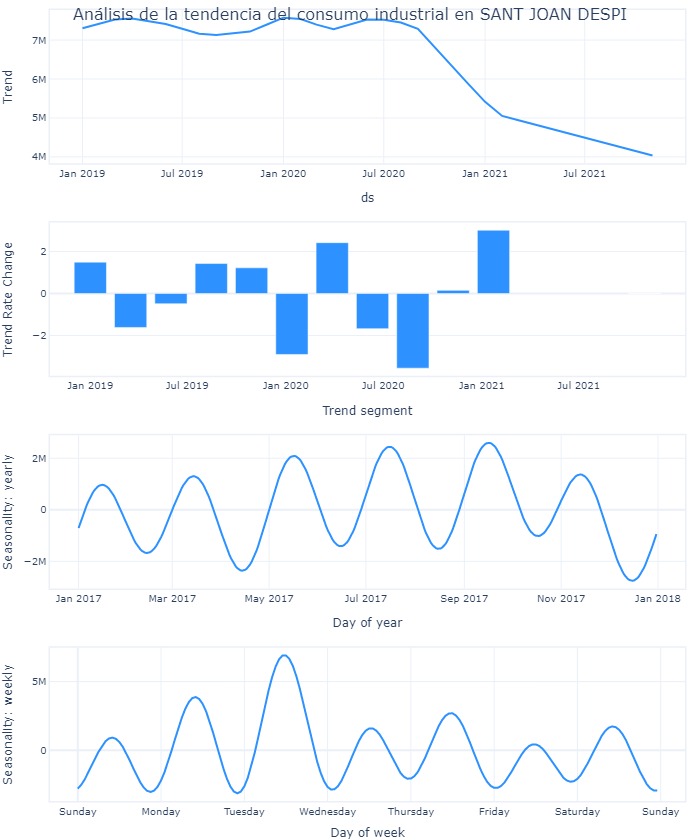 Análisis de la tendencia del consumo industrial en SANT JOAN DESPI
7M
6M
5M
4M
Trend
Jan 2019 Jul 2019 Jan 2020 Jul 2020 Jan 2021 Jul 2021
ds
2
0
−2
Trend Rate Change
Jan 2019 Jul 2019 Jan 2020 Jul 2020 Jan 2021 Jul 2021
Trend segment
2M
0
−2M
Seasonality: yearly
Jan 2017 Mar 2017 May 2017 Jul 2017 Sep 2017 Nov 2017 Jan 2018
Day of year
5M
0
Seasonality: weekly
Sunday Monday Tuesday Wednesday Thursday Friday Saturday Sunday
Day of week